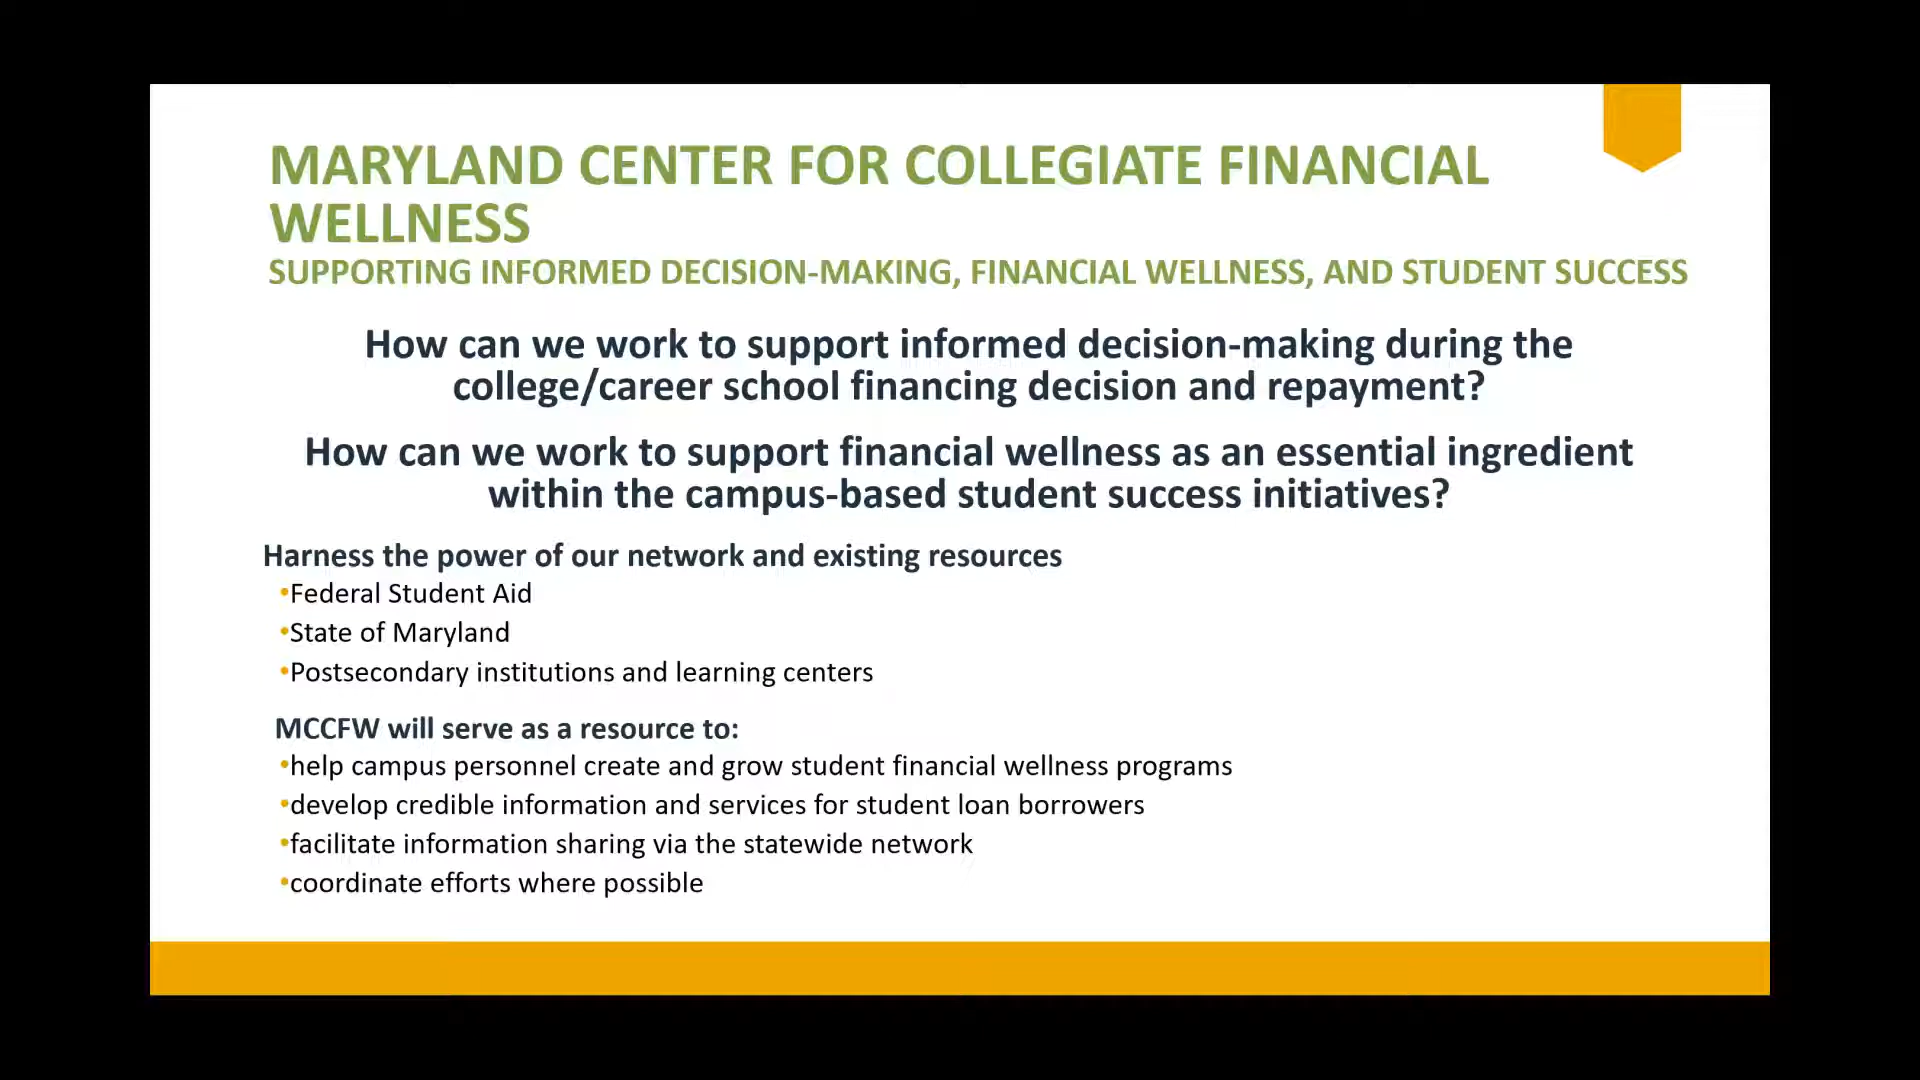 MARYLAND CENTER FOR COLLEGIATE FINANCIAL
WELLNESS
SUPPORTING INFORMED DECISION-MAKING, FINANCIAL WELLNESS, AND STUDENT SUCCESS
How can we work to support informed decision-making during the
college/career school financing decision and repayment?
How can we work to support financial wellness as an essential ingredient
within the campus-based student success initiatives?
Harness the power of our network and existing resources
•Federal Student Aid
•State of Maryland
•Postsecondary institutions and learning centers
MCCFW will serve as a resource to:
•help campus personnel create and grow student financial wellness programs
•develop credible information and services for student loan borrowers
•facilitate information sharing via the statewide network
•coordinate efforts where possible